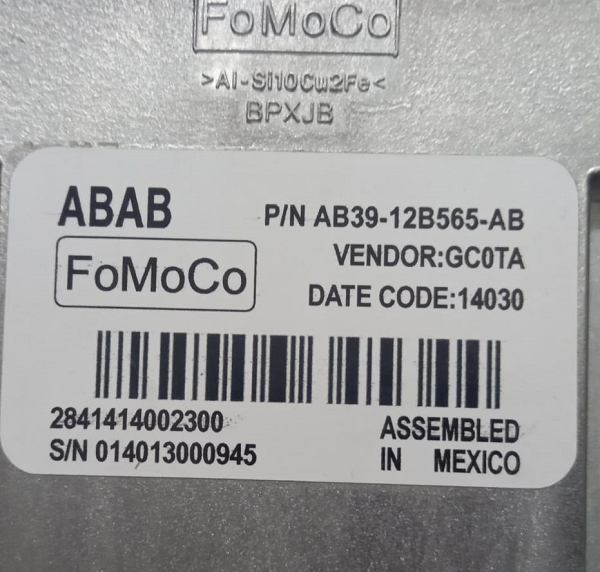 FoMoCo
>Al-Si10Cu2Fe<
BPXJB
ABAB
P/N AB39-12B565-AB
FoMoCo
VENDOR:GC0TA
DATE CODE:14030
2841414002300
S/N 014013000945
ASSEMBLED
IN MEXICO